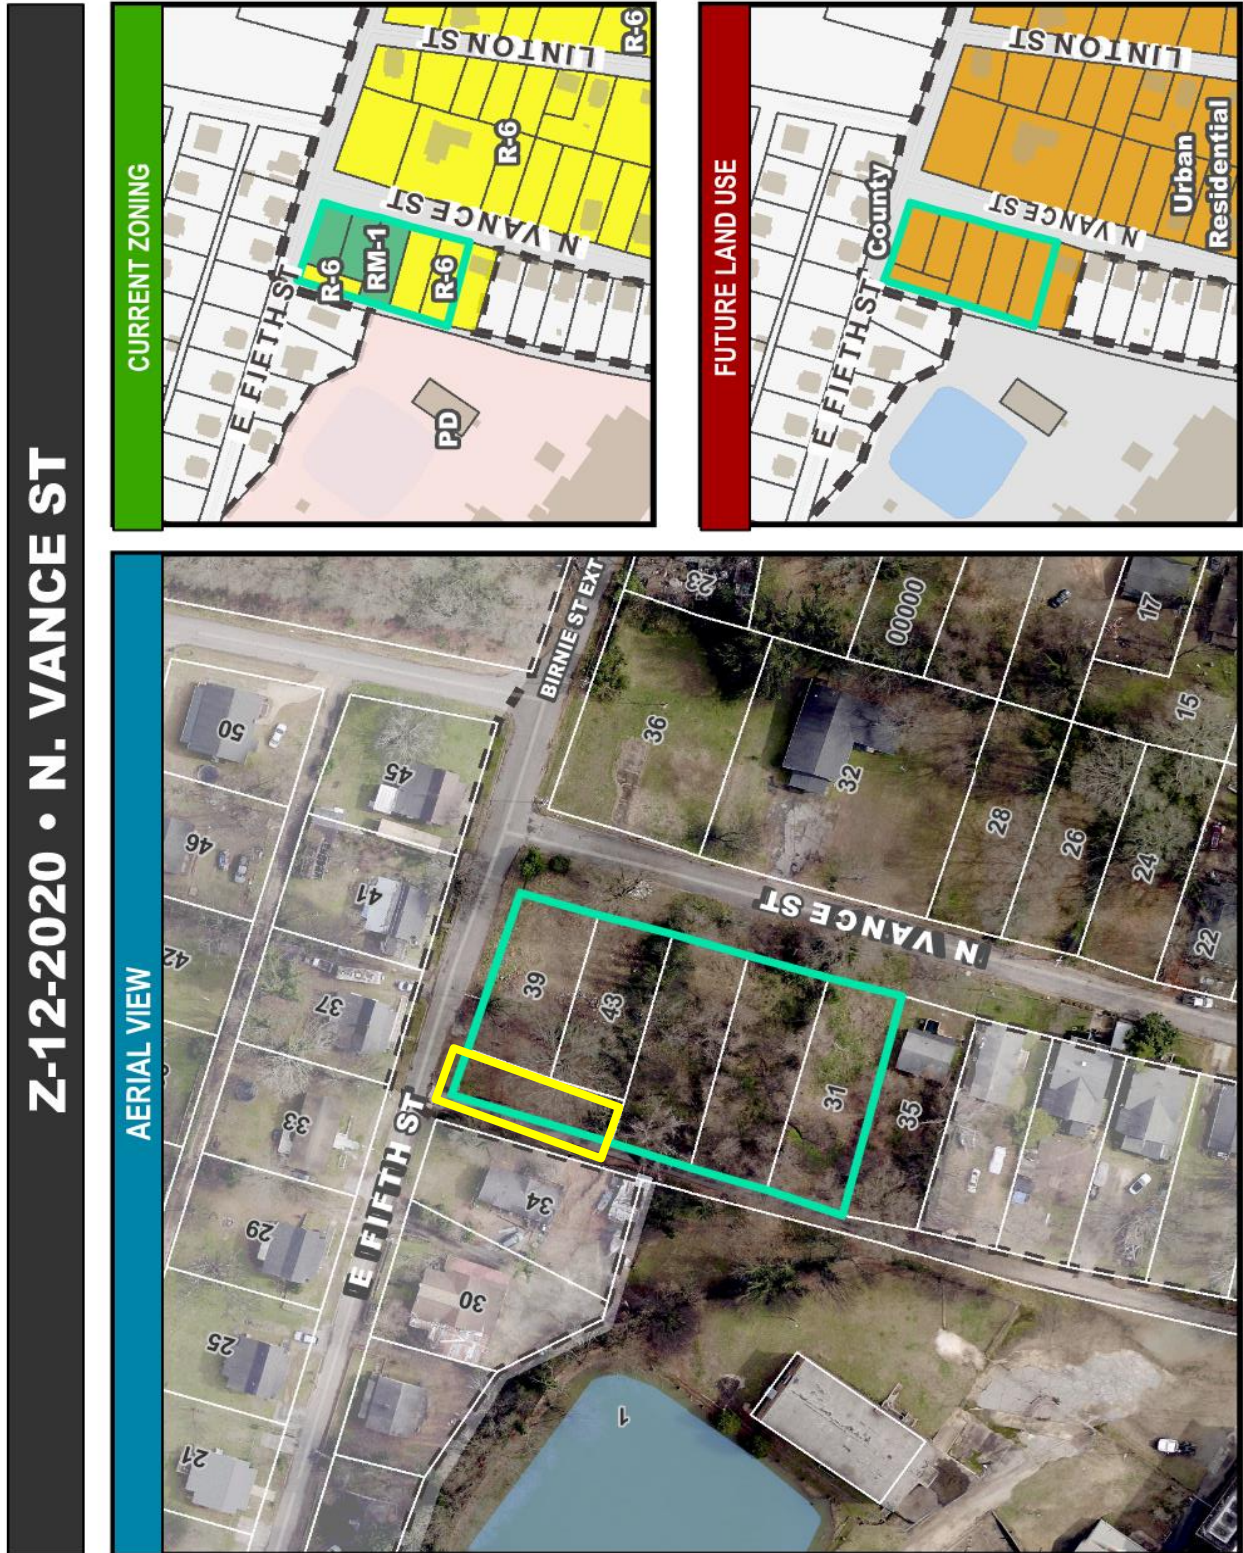 Z-12-2020 • N. VANCE ST
CURRENT ZONING
LINTON ST
R-6
R-6
N VANCE ST
R-6
RM-1
R-6
E FIFTH ST
PD
FUTURE LAND USE
LINTON ST
County
Urban
Residential
N VANCE ST
E FIFTH ST
AERIAL VIEW
BIRNIE ST EXT
23
00000
17
15
36
32
28
26
24
22
50
45
46
41
42
37
33
29
25
21
N VANCE ST
39
43
31
35
34
30
E FIFTH ST
1